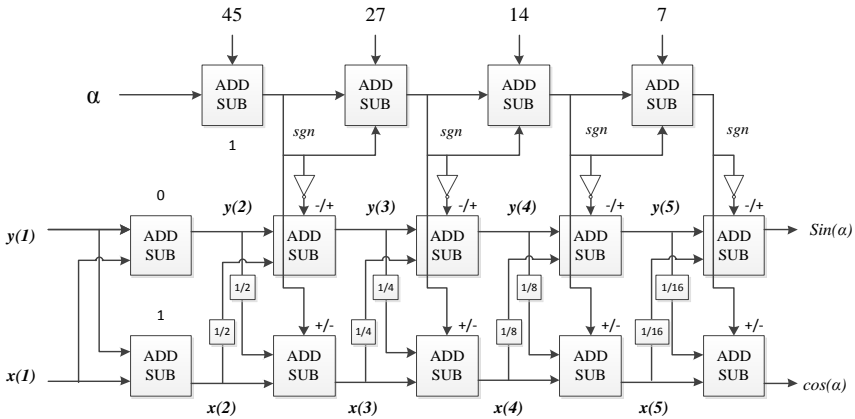 45 27 14 7
α
ADD SUB ADD SUB ADD SUB ADD SUB
1
sgn sgn sgn sgn
0
-/+ -/+ -/+ -/+
y(2) y(3) y(4) y(5)
y(1)
ADD SUB ADD SUB ADD SUB ADD SUB ADD SUB
Sin(α)
1/2 1/4 1/8 1/16
1
1/2 1/4 1/8 1/16
+/- +/- +/- +/-
x(1)
ADD SUB ADD SUB ADD SUB ADD SUB ADD SUB
cos(α)
x(2) x(3) x(4) x(5)